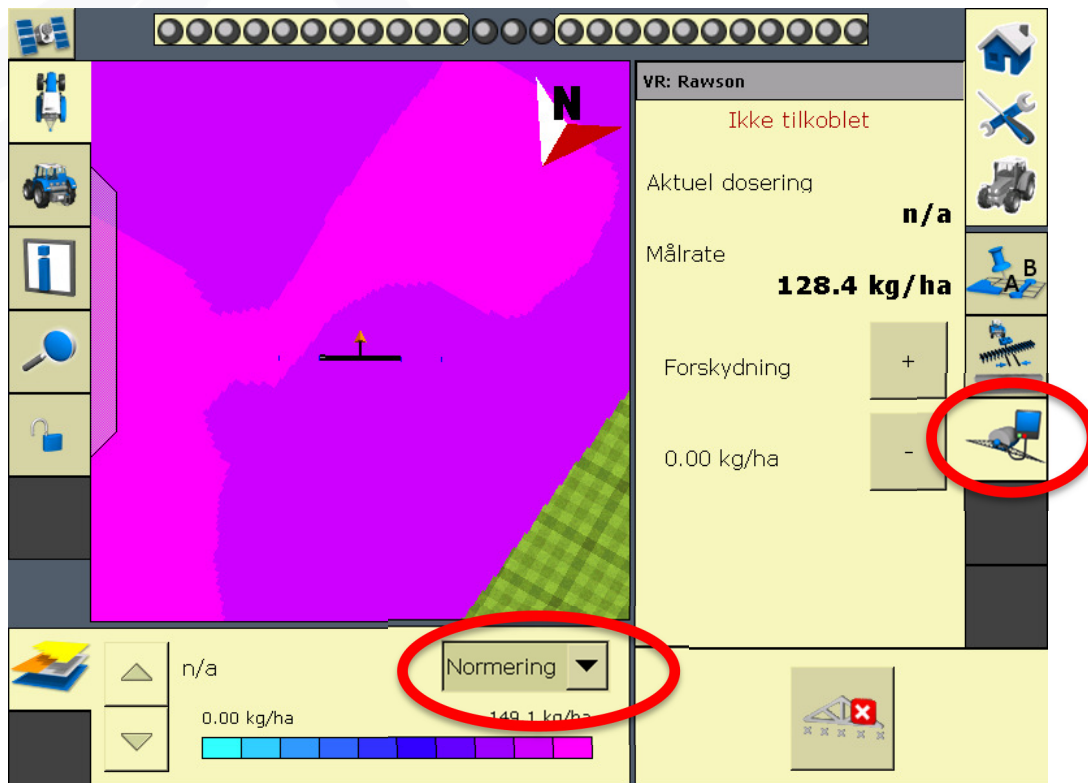 N
VR: Rawson
Ikke tilkoblet
Aktuel dosering
n/a
Målrate
128.4 kg/ha
A B
Forskydning
+
0.00 kg/ha
-
n/a
Normering
0.00 kg/ha
149.1 kg/ha